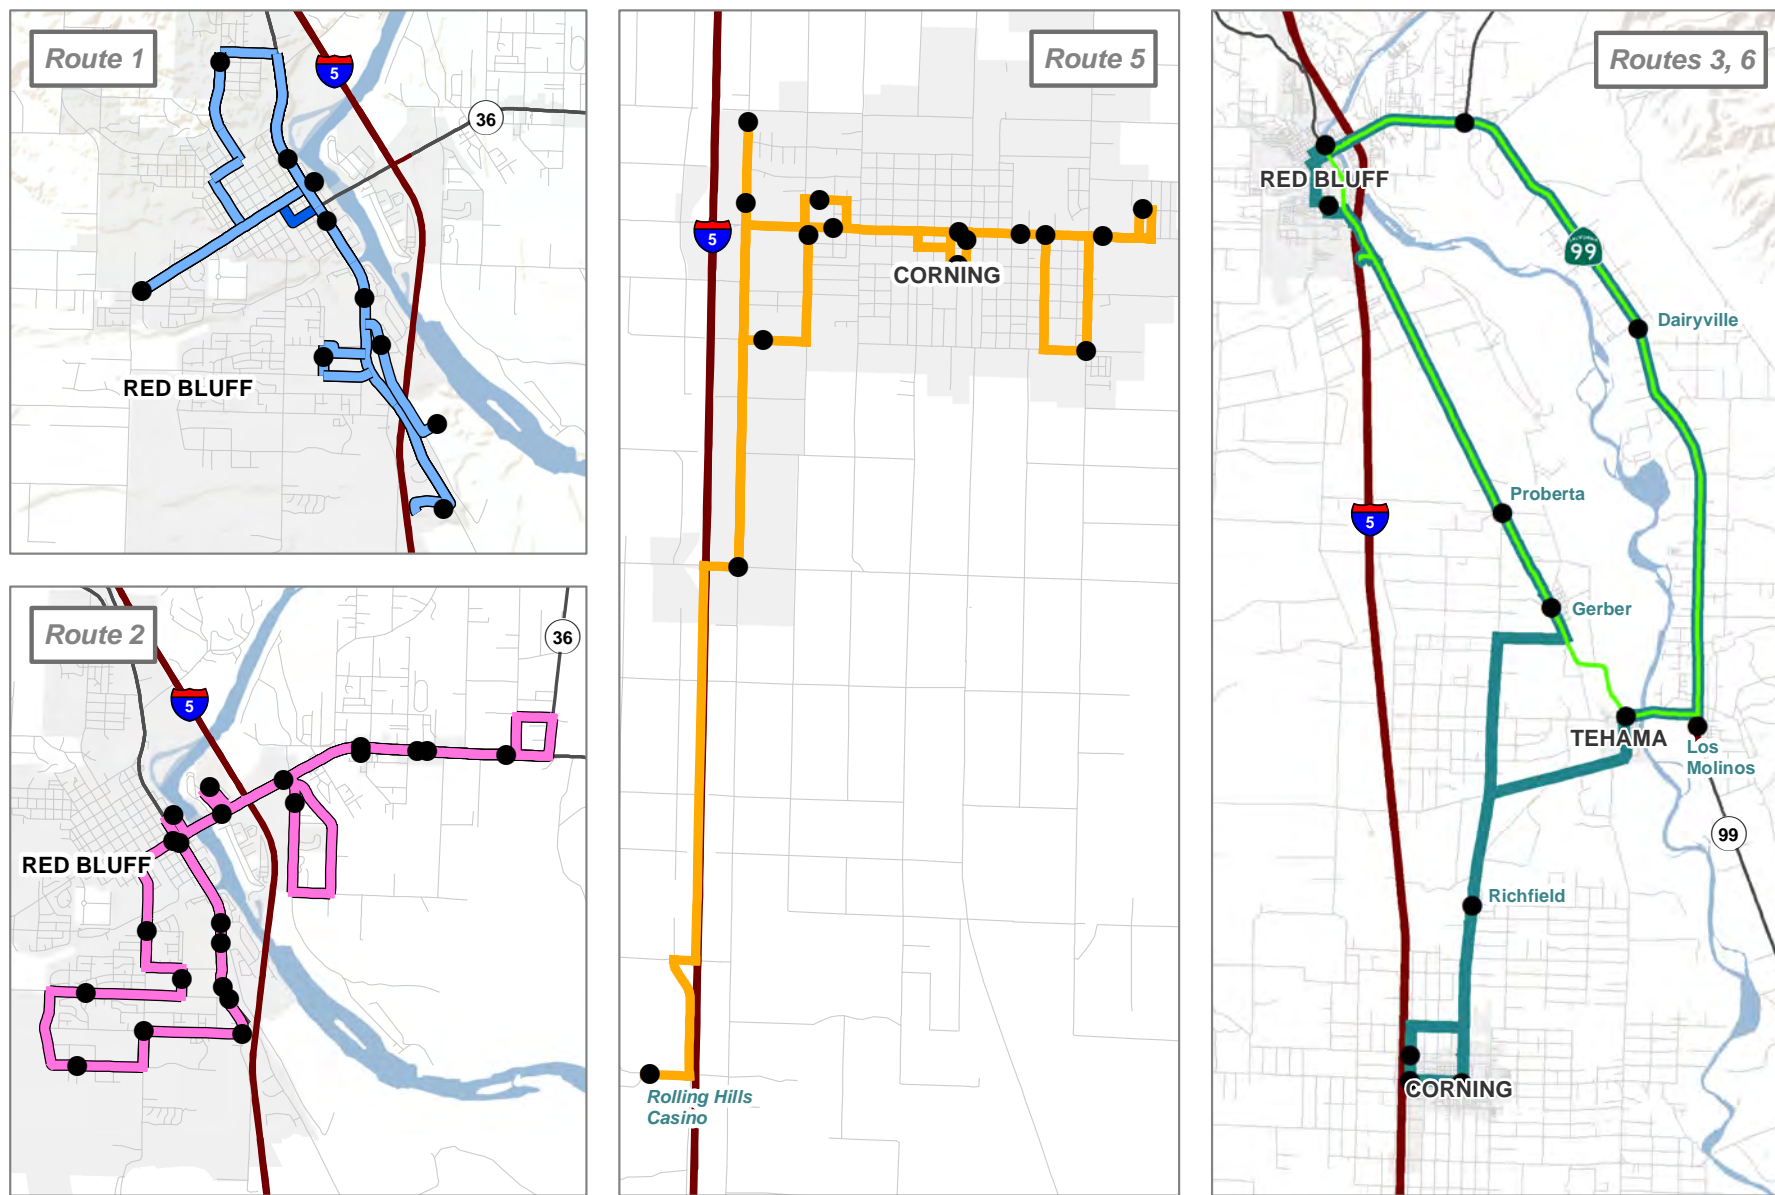 Route 1
5
36
RED BLUFF
Route 2
36
5
RED BLUFF
Route 5
5
CORNING
Rolling Hills
Casino
Routes 3, 6
RED BLUFF
CALIFORNIA
99
Dairyville
Proberta
5
Gerber
TEHAMA
Los
Molinos
99
Richfield
CORNING